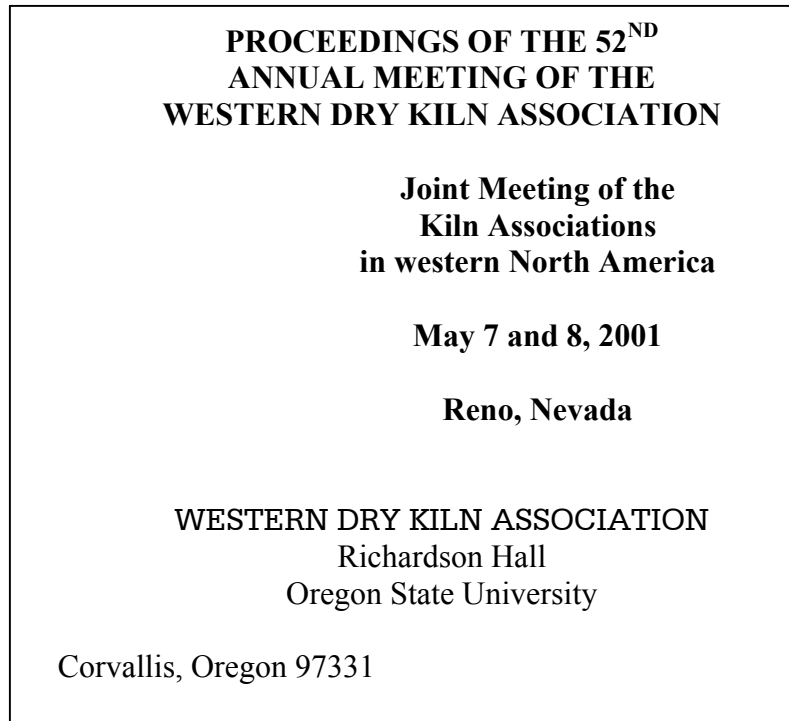 PROCEEDINGS OF THE 52ND
ANNUAL MEETING OF THE
WESTERN DRY KILN ASSOCIATION
Joint Meeting of the
Kiln Associations
in western North America
May 7 and 8, 2001
Reno, Nevada
WESTERN DRY KILN ASSOCIATION
Richardson Hall
Oregon State University
Corvallis, Oregon 97331